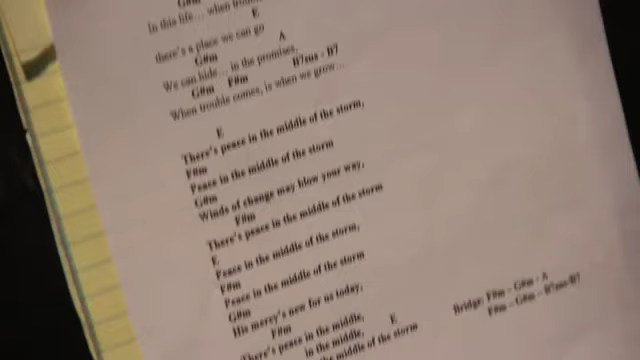 G#m
In this life... when trouble
E
there's a place we can go
G#m A
We can hide... in the promises,
G#m F#m B7sus - B7
When trouble comes, is when we grow...
E
There's peace in the middle of the storm,
F#m
Peace in the middle of the storm
G#m
Winds of change may blow your way,
F#m
There's peace in the middle of the storm
E
Peace in the middle of the storm,
F#m
Peace in the middle of the storm
G#m
His mercy's new for us today,
F#m
There's peace in the middle,
E
in the middle,
middle of the storm
Bridge: F#m – G#m - A
F#m – G#m – B7sus-B7